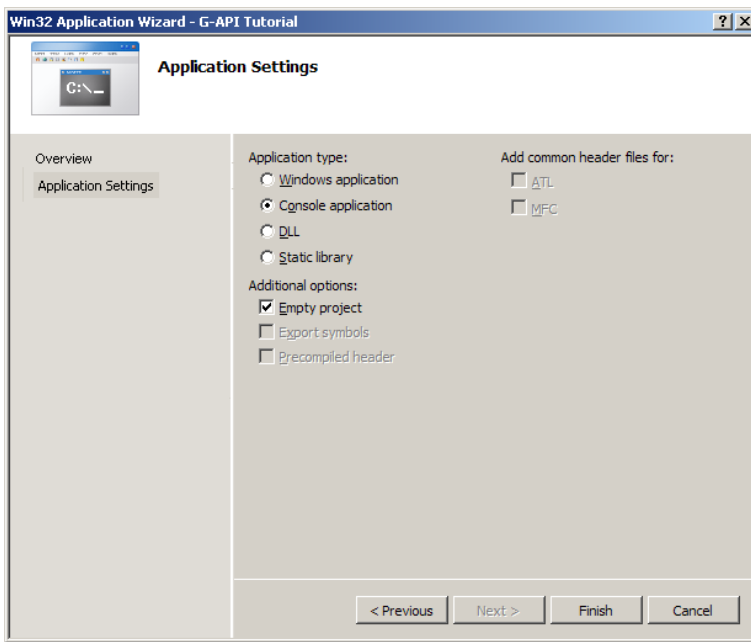 Win32 Application Wizard - G-API Tutorial
C:\_
Application Settings
Overview
Application Settings
Application type:
Windows application
Console application
DLL
Static library
Additional options:
Empty project
Export symbols
Precompiled header
Add common header files for:
ATL
MFC
< Previous
Next >
Finish
Cancel